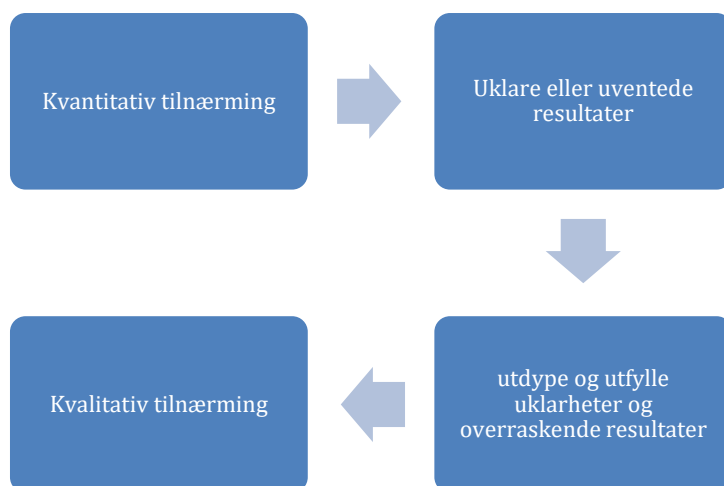 Kvantitativ tilnærming
Uklare eller uventede
resultater
utdype og utfylle
uklarheter og
overraskende resultater
Kvalitativ tilnærming